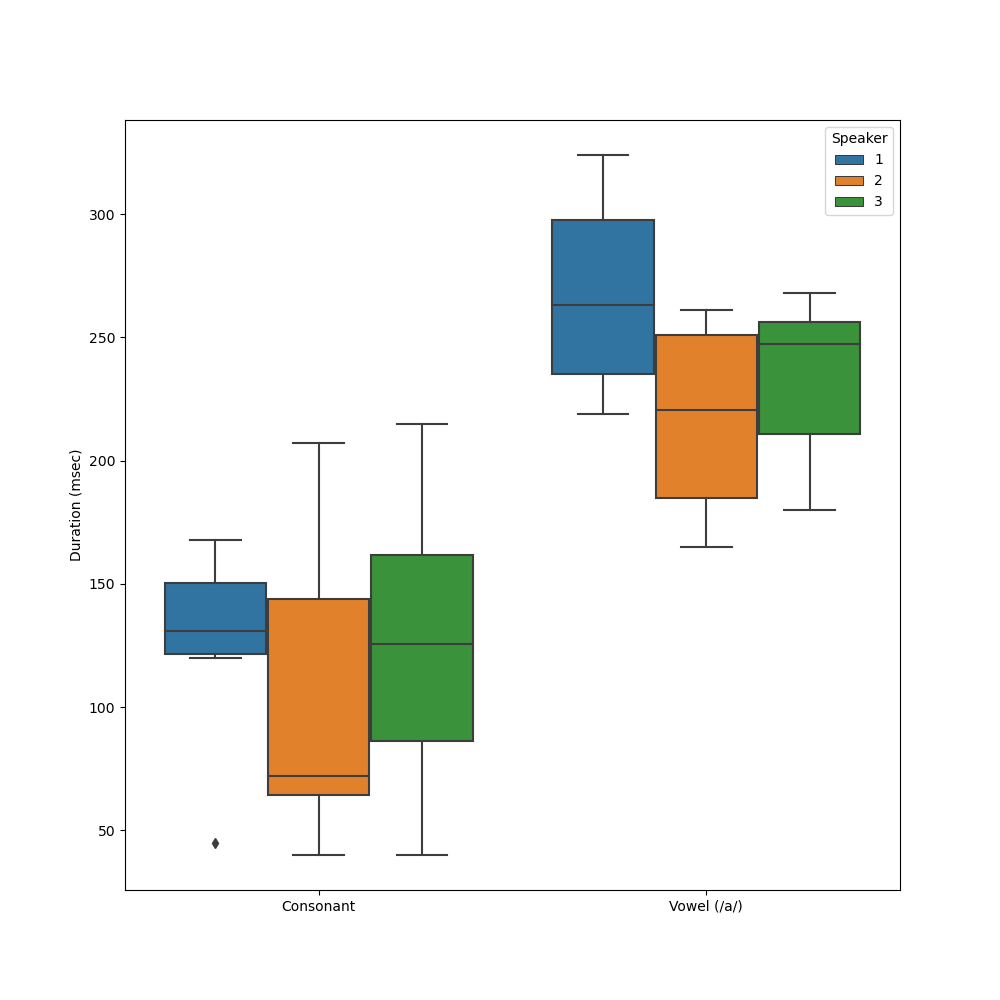 Speaker
1
2
3
300
250
200
150
100
50
Duration (msec)
Consonant
Vowel (/a/)